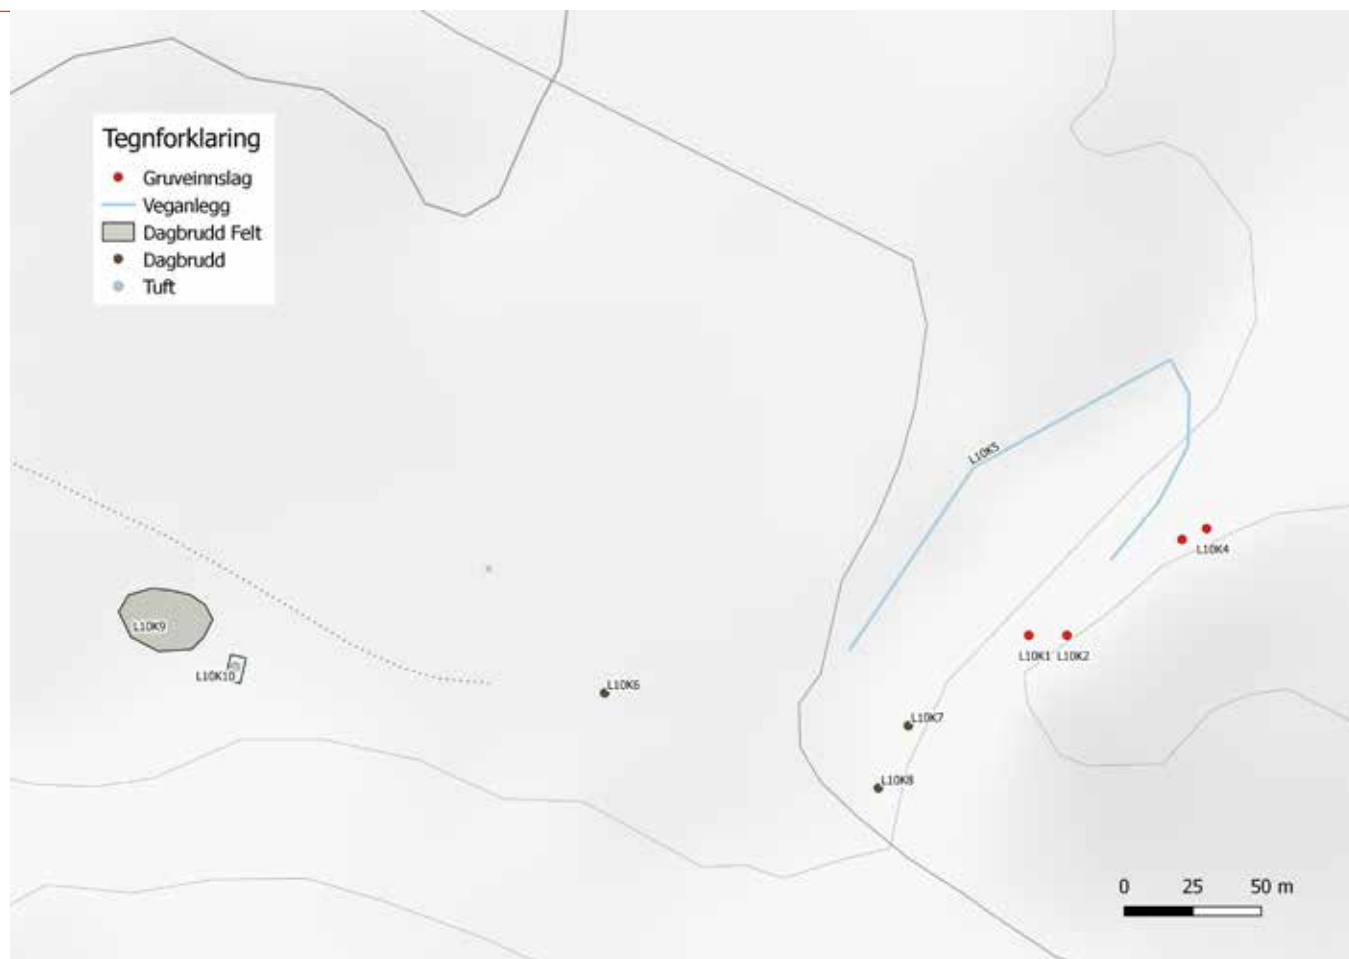 Tegnforklaring
Gruveinnslag
Veganlegg
Dagbrudd Felt
Dagbrudd
Tuft
L10K5
L10K4
L10K9
L10K1 L10K2
L10K10
L10K6
L10K7
L10K8
0 25 50 m